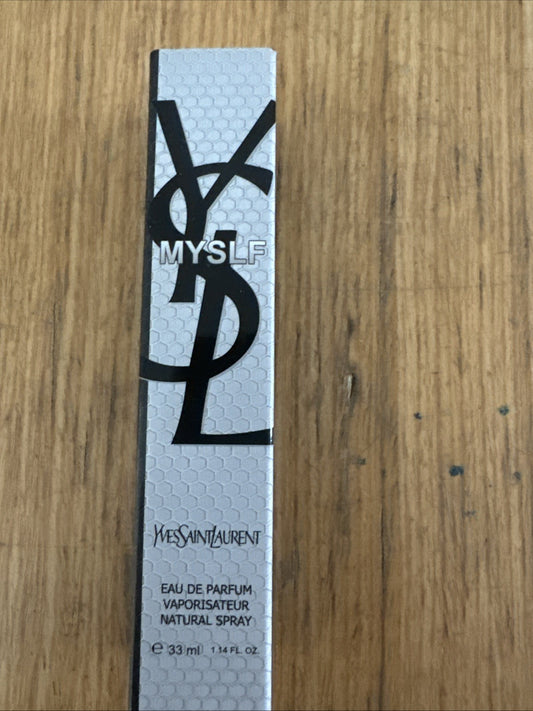 YSL
MYSLF
YVESSAINTLAURENT
EAU DE PARFUM
VAPORISATEUR
NATURAL SPRAY
℮ 33 ml 1.14 FL. OZ.